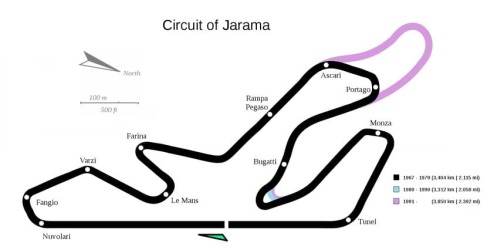 Circuit of Jarama
North
100 m
500 ft
Ascari
Portago
Rampa
Pegaso
Monza
Farina
Varzi
Bugatti
Le Mans
Fangio
Nuvolari
Tunel
1967 - 1979 (3.404 km | 2.115 mi)
1980 - 1990 (3.312 km | 2.058 mi)
1991 - (3.850 km | 2.392 mi)